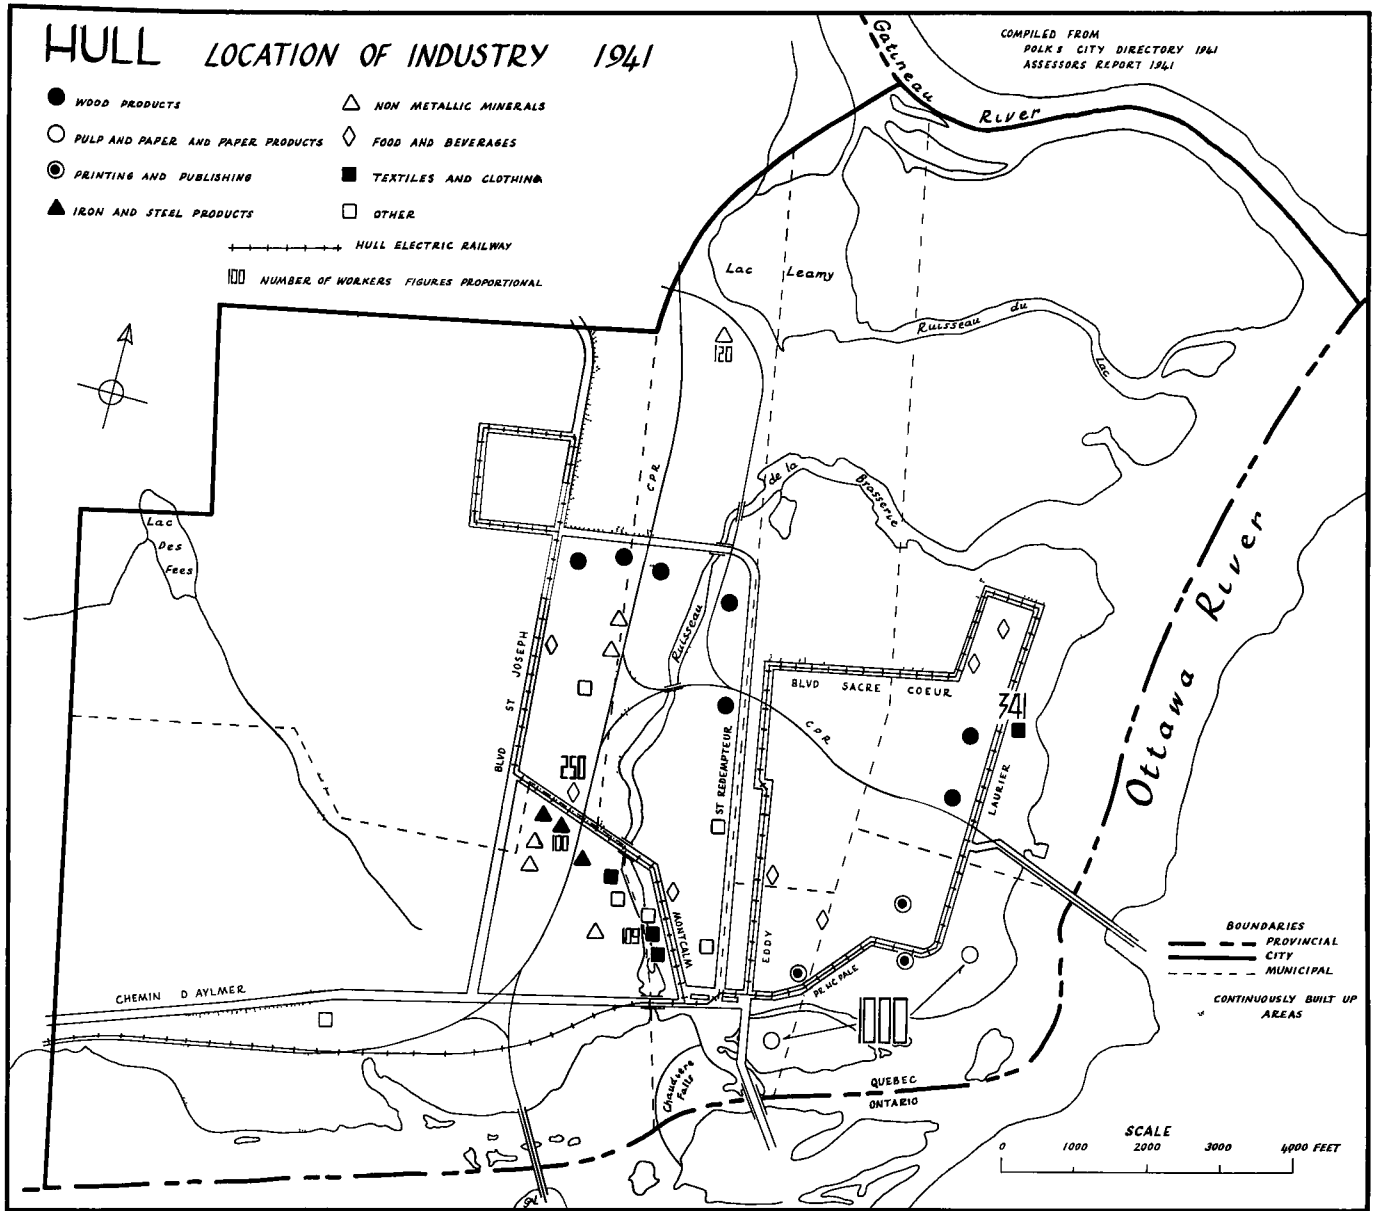 HULL LOCATION OF INDUSTRY 1941
COMPILED FROM
POLKS CITY DIRECTORY 1941
ASSESSORS REPORT 1941
WOOD PRODUCTS
PULP AND PAPER AND PAPER PRODUCTS
PRINTING AND PUBLISHING
IRON AND STEEL PRODUCTS
NON METALLIC MINERALS
FOOD AND BEVERAGES
TEXTILES AND CLOTHING
OTHER
HULL ELECTRIC RAILWAY
100 NUMBER OF WORKERS FIGURES PROPORTIONAL
Gatineau
River
Lac Leamy
Ruisseau du
Lac
120
CPR
de la
Brasserie
Lac
Des
Fees
Ruisseau
Ottawa River
BLVD ST JOSEPH
BLVD SACRE COEUR
341
CPR
ST REDEMPTEUR
LAURIER
250
100
109
MONTCALM
EDDY
PRINCIPALE
CHEMIN D AYLMER
Chaudiere
Falls
QUEBEC
ONTARIO
BOUNDARIES
PROVINCIAL
CITY
MUNICIPAL
CONTINUOUSLY BUILT UP
AREAS
SCALE
0 1000 2000 3000 4000 FEET